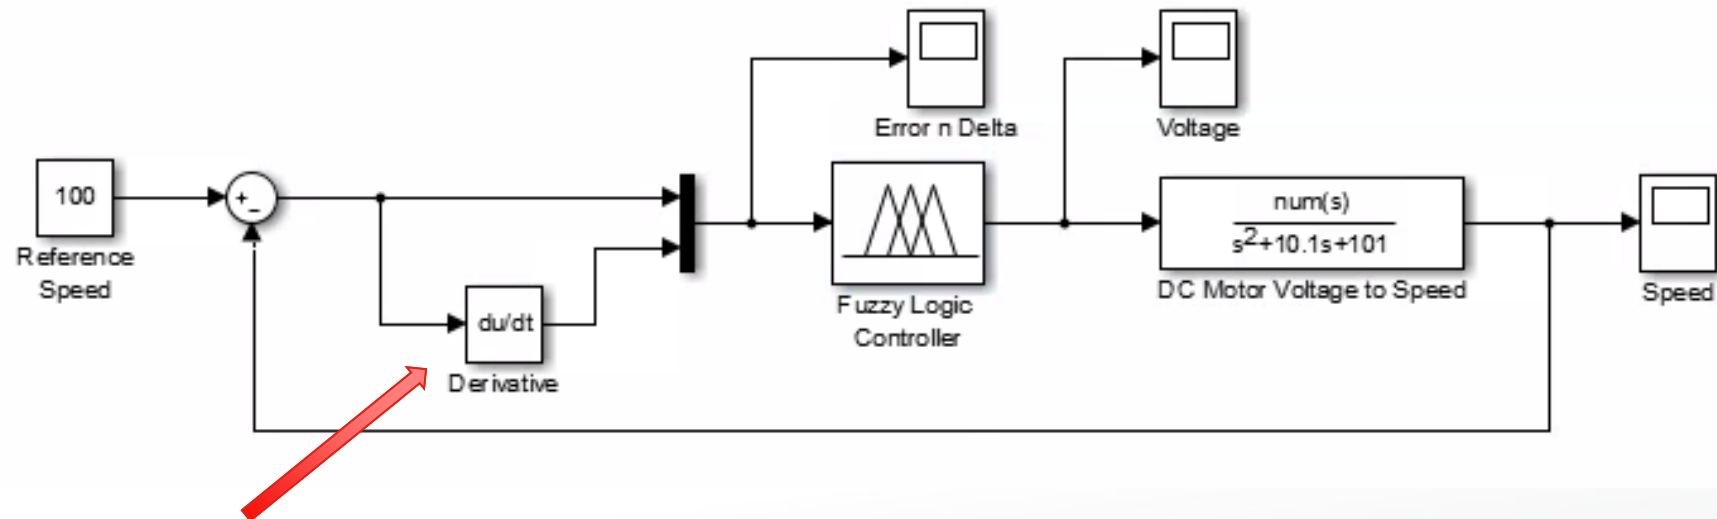 Error n Delta
Voltage
100
+
-
Reference
Speed
du/dt
Derivative
Fuzzy Logic
Controller
num(s)
s²+10.1s+101
DC Motor Voltage to Speed
Speed